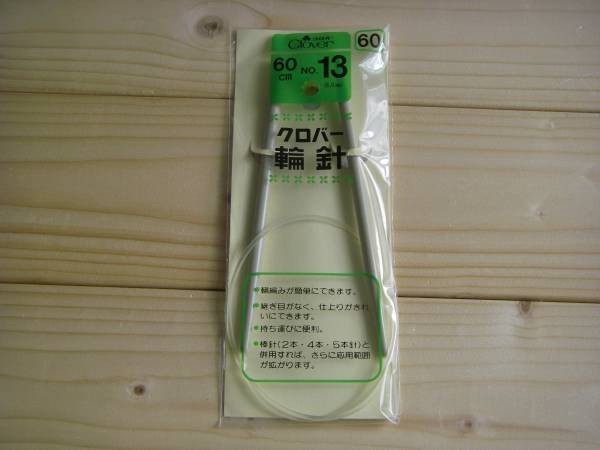 クロバー
Clover
60
60 cm NO. 13
クロバー
輪針
輪編みが簡単にできます。
継ぎ目がなく、仕上りがきれ
いにできます。
持ち運びに便利。
棒針(2本・4本・5本針)と
併用すれば、さらに応用範囲
が拡がります。